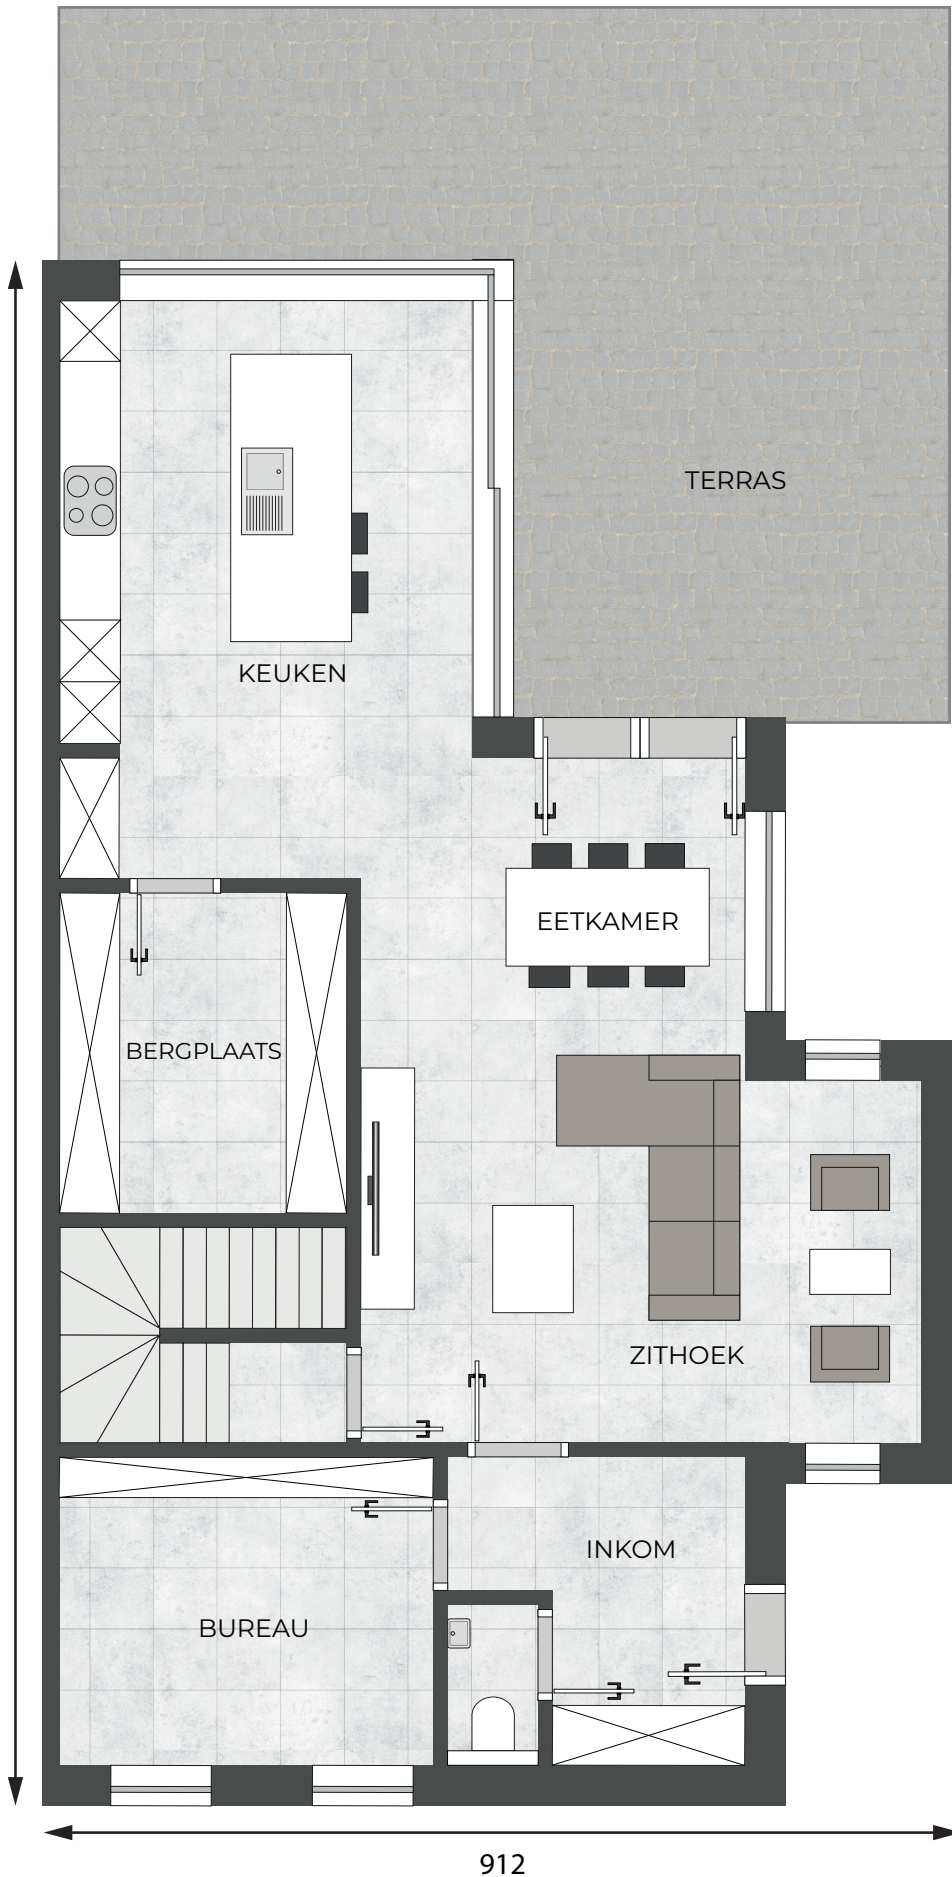 TERRAS
KEUKEN
EETKAMER
BERGPLAATS
ZITHOEK
INKOM
BUREAU
912